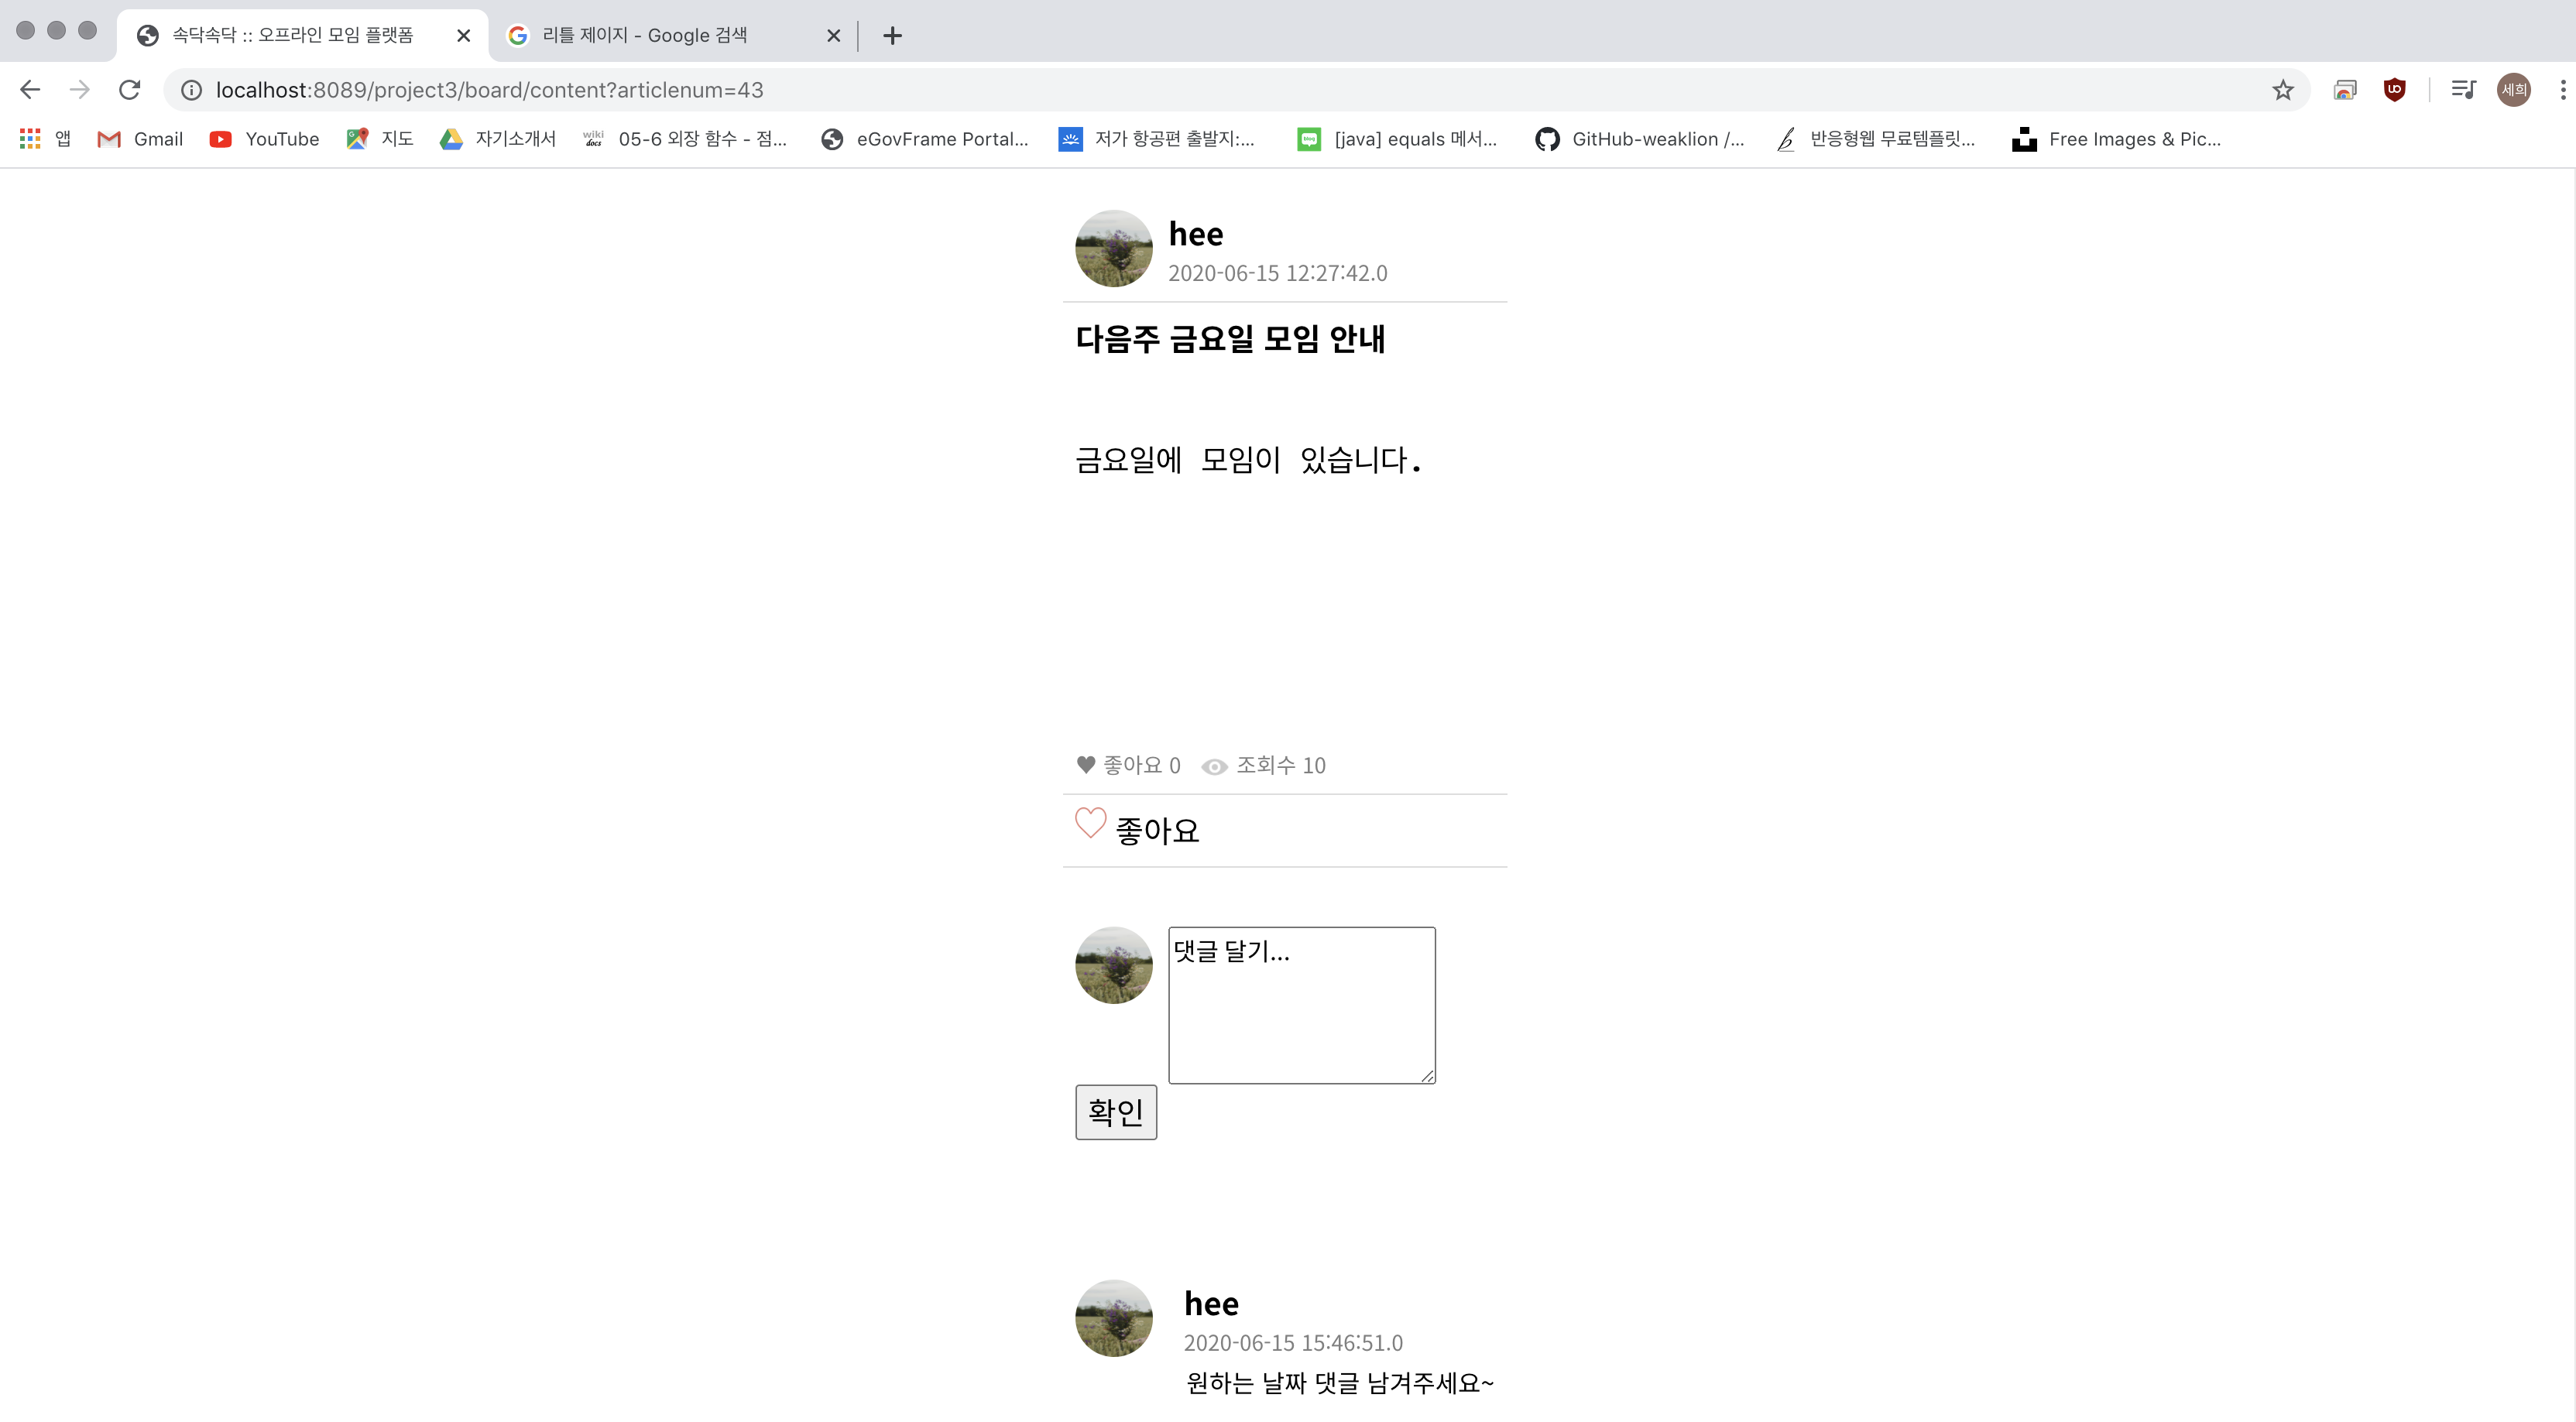 속닥속닥 :: 오프라인 모임 플랫폼
리틀 제이지 - Google 검색
localhost:8089/project3/board/content?articlenum=43
세희
앱 Gmail YouTube 지도 자기소개서 wiki docs 05-6 외장 함수 - 점... eGovFrame Portal... 저가 항공편 출발지:... blog [java] equals 메서... GitHub-weaklion /... 반응형웹 무료템플릿... Free Images & Pic...
hee
2020-06-15 12:27:42.0
다음주 금요일 모임 안내
금요일에 모임이 있습니다.
♥ 좋아요 0 조회수 10
좋아요
댓글 달기...
확인
hee
2020-06-15 15:46:51.0
원하는 날짜 댓글 남겨주세요~